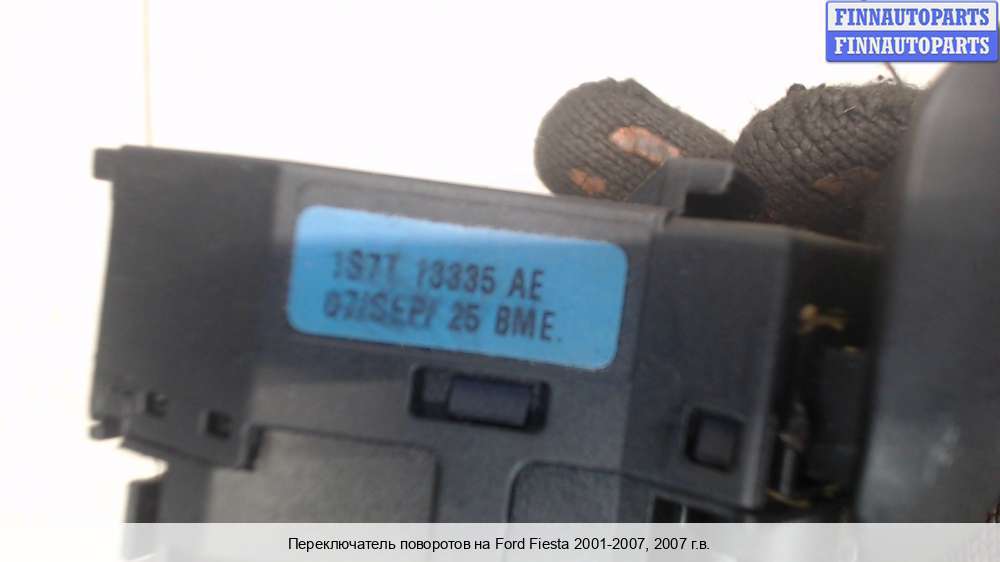 FINNAUTOPARTS
FINNAUTOPARTS
1S7T 13335 AE
07/SEP/ 25 BME.
Переключатель поворотов на Ford Fiesta 2001-2007, 2007 г.в.